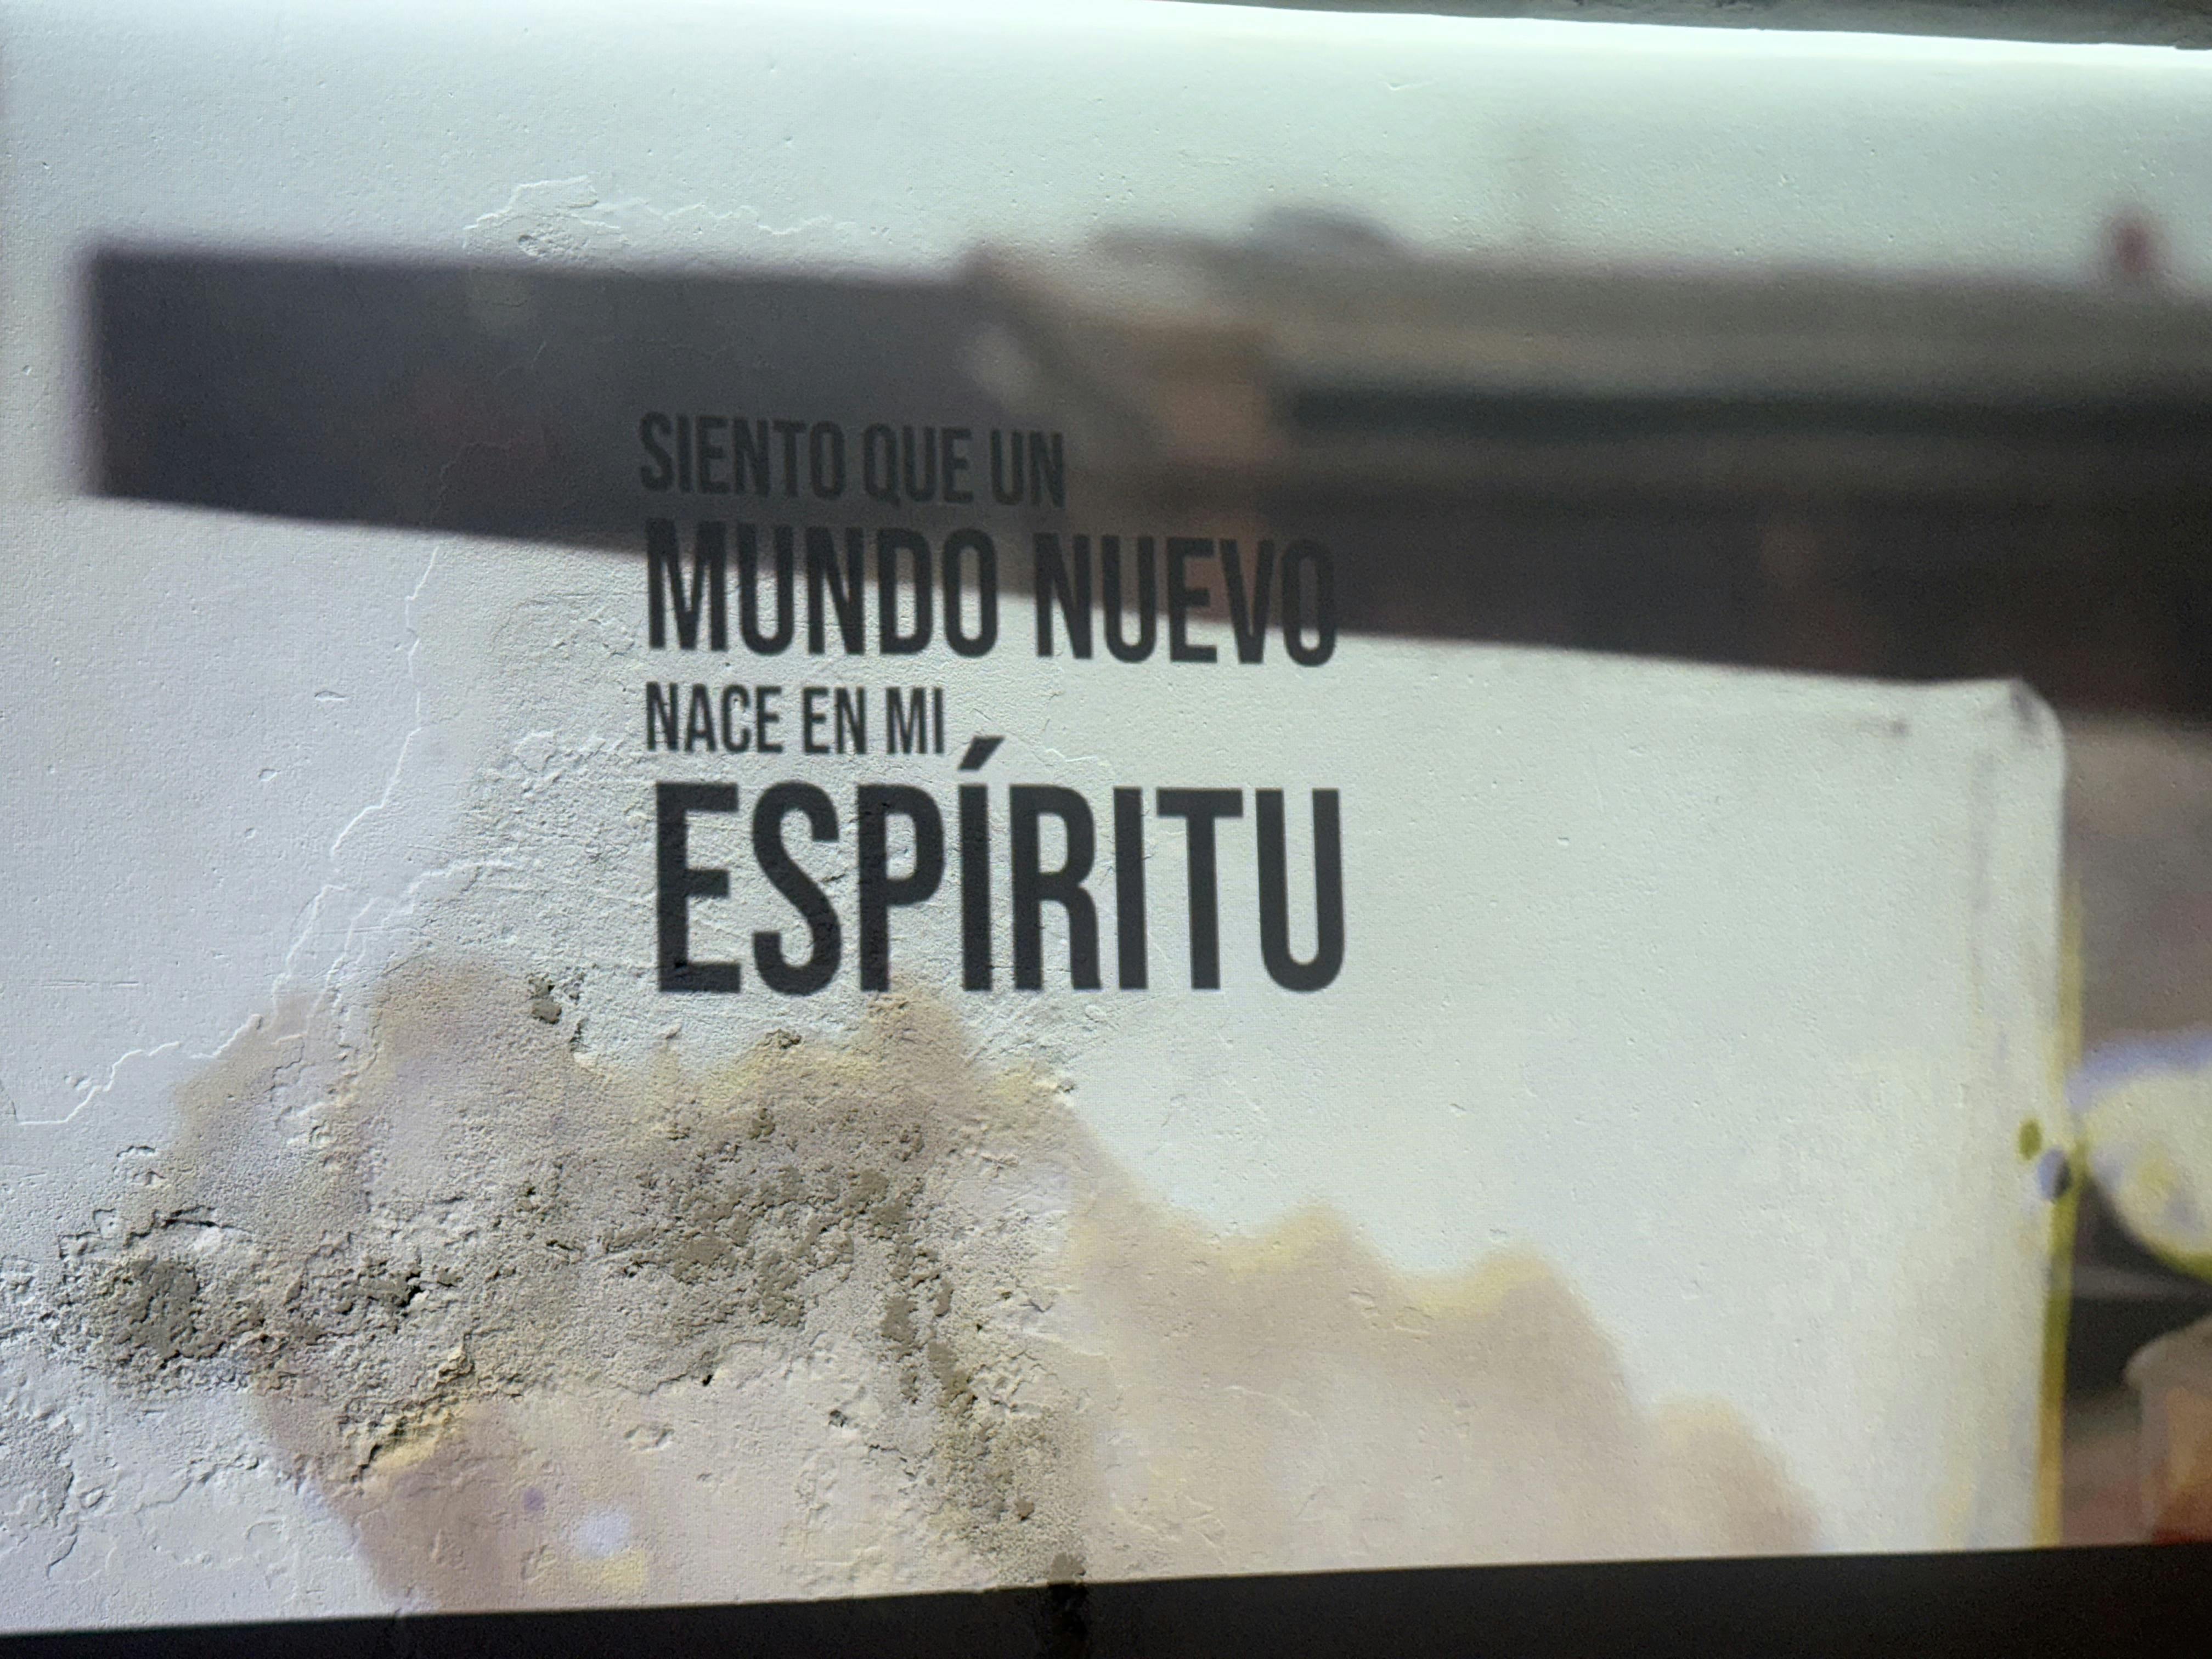 SIENTO QUE UN
MUNDO NUEVO
NACE EN MI
ESPÍRITU